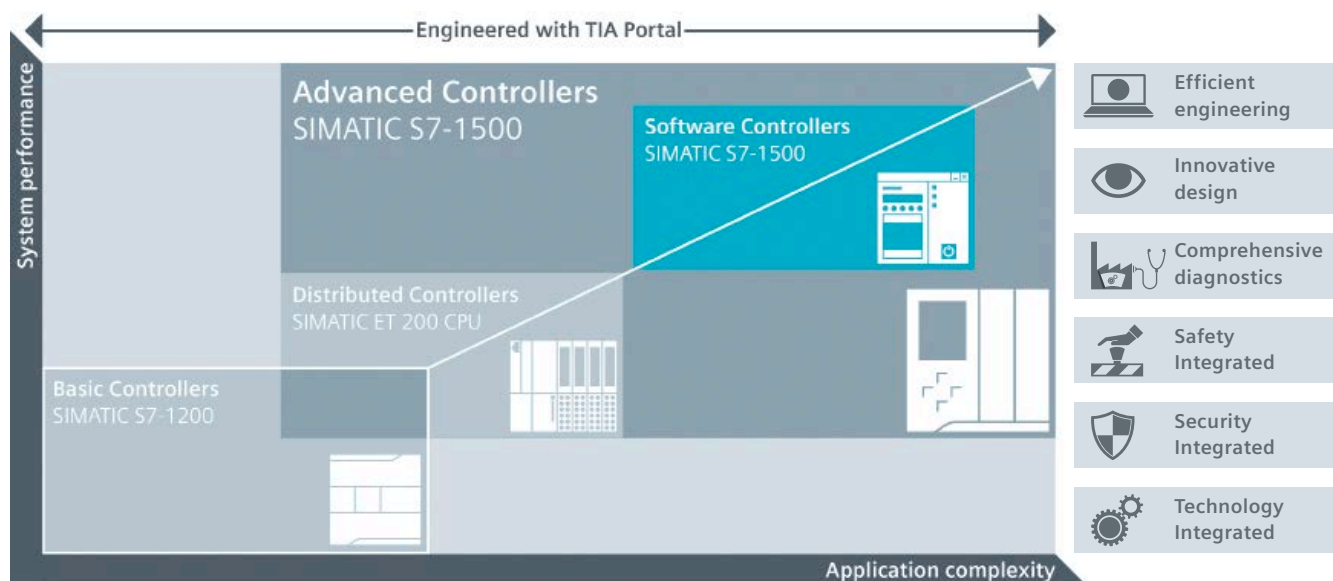 Engineered with TIA Portal
System performance
Advanced Controllers
SIMATIC S7-1500
Software Controllers
SIMATIC S7-1500
Distributed Controllers
SIMATIC ET 200 CPU
Basic Controllers
SIMATIC S7-1200
Application complexity
Efficient
engineering
Innovative
design
Comprehensive
diagnostics
Safety
Integrated
Security
Integrated
Technology
Integrated